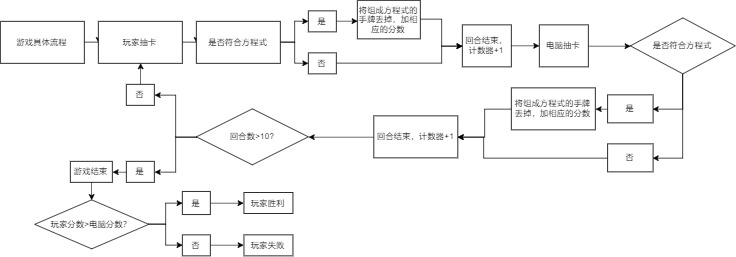 游戏具体流程
玩家抽卡
是否符合方程式
是
否
将组成方程式的
手牌丢掉，加相
应的分数
回合结束，
计数器+1
电脑抽卡
是否符合方程式
是
否
将组成方程式的手牌
丢掉，加相应的分数
回合结束，计数器+1
回合数>10?
否
是
游戏结束
玩家分数>电脑分数?
是
否
玩家胜利
玩家失败